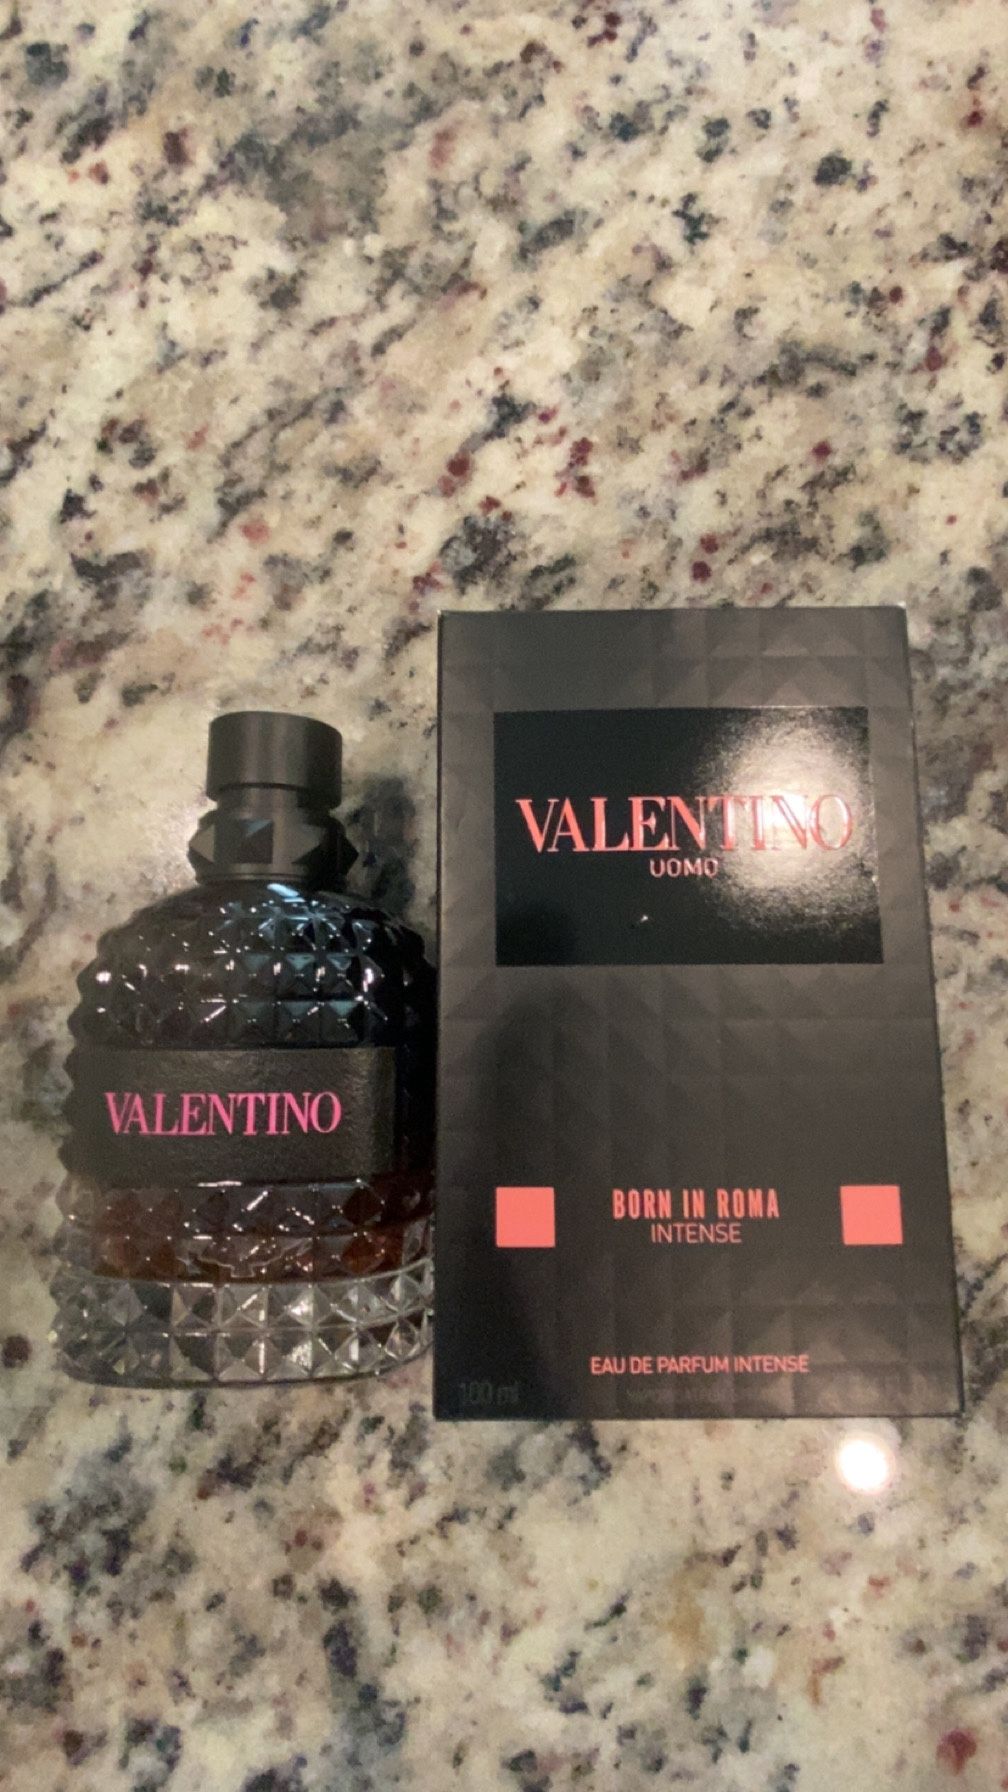 VALENTINO
VALENTINO
UOMO
BORN IN ROMA
INTENSE
EAU DE PARFUM INTENSE
100 ml